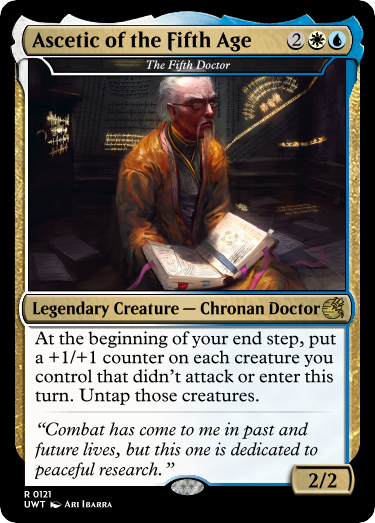 Ascetic of the Fifth Age 2
The Fifth Doctor
Legendary Creature — Chronan Doctor
At the beginning of your end step, put
a +1/+1 counter on each creature you
control that didn't attack or enter this
turn. Untap those creatures.
“Combat has come to me in past and
future lives, but this one is dedicated to
peaceful research.”
2/2
R 0121
UWT Ari Ibarra